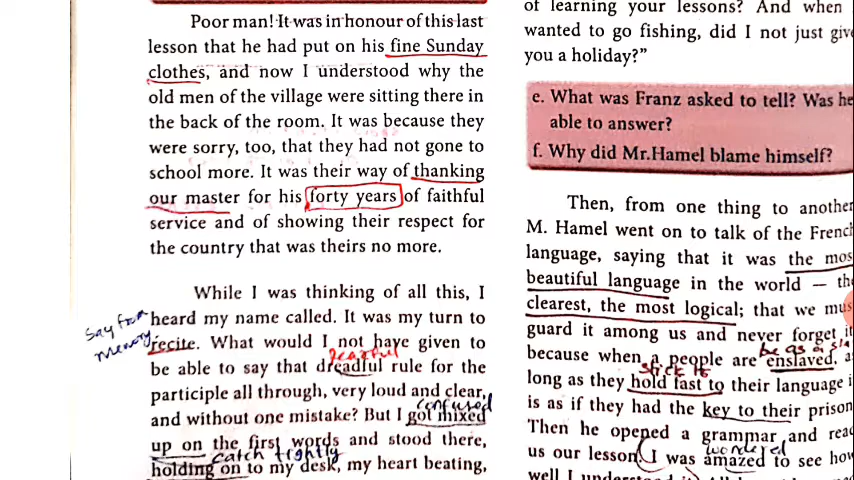 Poor man! It was in honour of this last
lesson that he had put on his fine Sunday
clothes, and now I understood why the
old men of the village were sitting there in
the back of the room. It was because they
were sorry, too, that they had not gone to
school more. It was their way of thanking
our master for his forty years of faithful
service and of showing their respect for
the country that was theirs no more.
While I was thinking of all this, I
Say from
heard my name called. It was my turn to
memory
recite. What would I not have given to
fearful
be able to say that dreadful rule for the
participle all through, very loud and clear,
confused
and without one mistake? But I got mixed
up on the first words and stood there,
catch tightly
holding on to my desk, my heart beating,
of learning your lessons? And when
wanted to go fishing, did I not just give
you a holiday?”
e. What was Franz asked to tell? Was he
able to answer?
f. Why did Mr.Hamel blame himself?
Then, from one thing to another
M. Hamel went on to talk of the French
language, saying that it was the mos
beautiful language in the world — the
clearest, the most logical; that we mus
guard it among us and never forget it
be as a
because when a people are enslaved, a
stick to
long as they hold fast to their language i
is as if they had the key to their prison
Then he opened a grammar and read
wondered
us our lesson. I was amazed to see how
well I understood